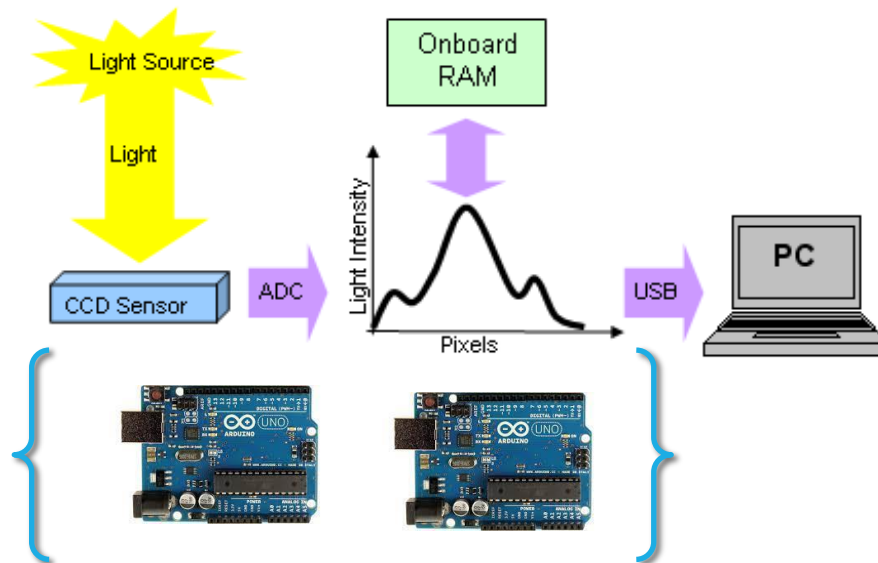 Light Source
Onboard
RAM
Light
Light Intensity
PC
CCD Sensor
ADC
USB
Pixels
UNO
ARDUINO
UNO
ARDUINO